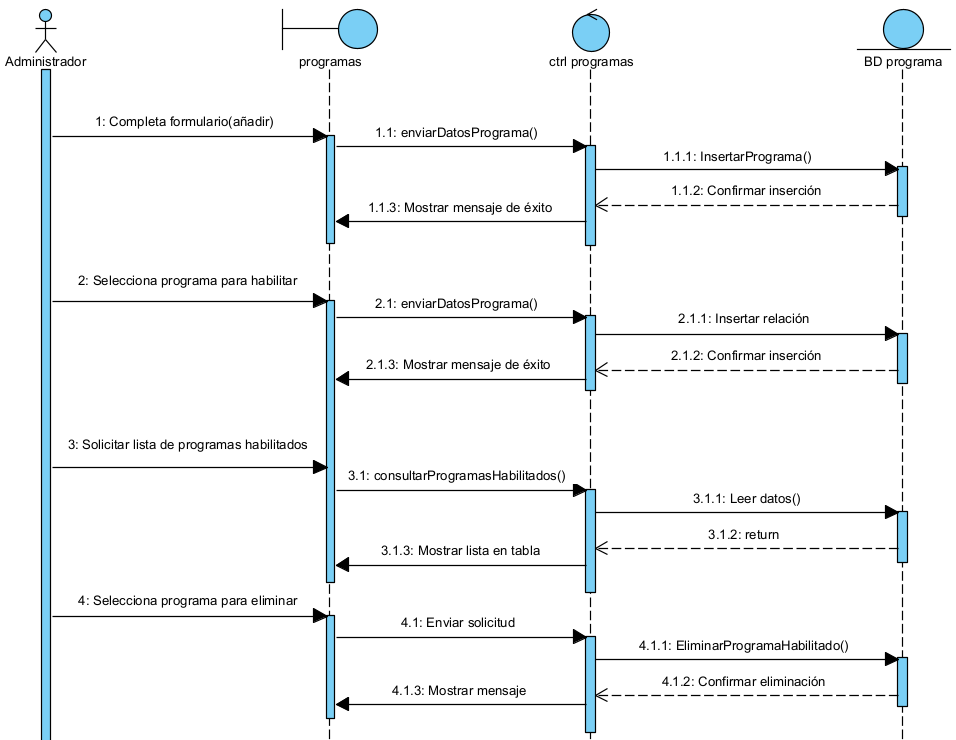 Administrador
programas
ctrl programas
BD programa
1: Completa formulario(añadir)
1.1: enviarDatosPrograma()
1.1.1: InsertarPrograma()
1.1.2: Confirmar inserción
1.1.3: Mostrar mensaje de éxito
2: Selecciona programa para habilitar
2.1: enviarDatosPrograma()
2.1.1: Insertar relación
2.1.2: Confirmar inserción
2.1.3: Mostrar mensaje de éxito
3: Solicitar lista de programas habilitados
3.1: consultarProgramasHabilitados()
3.1.1: Leer datos()
3.1.2: return
3.1.3: Mostrar lista en tabla
4: Selecciona programa para eliminar
4.1: Enviar solicitud
4.1.1: EliminarProgramaHabilitado()
4.1.2: Confirmar eliminación
4.1.3: Mostrar mensaje